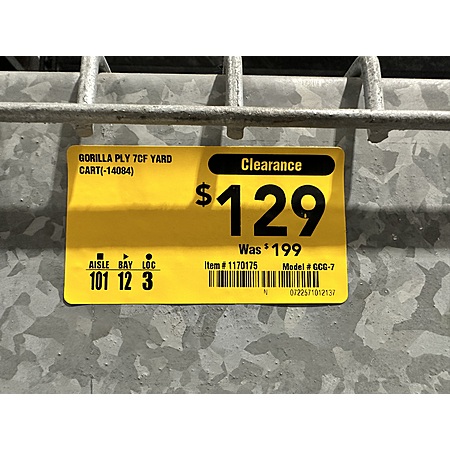 GORILLA PLY 7CF YARD
CART(-14084)
Clearance
$129
Was $199
AISLE BAY LOC
101 12 3
Item # 1170175 Model # GCG-7
N 0722571012137